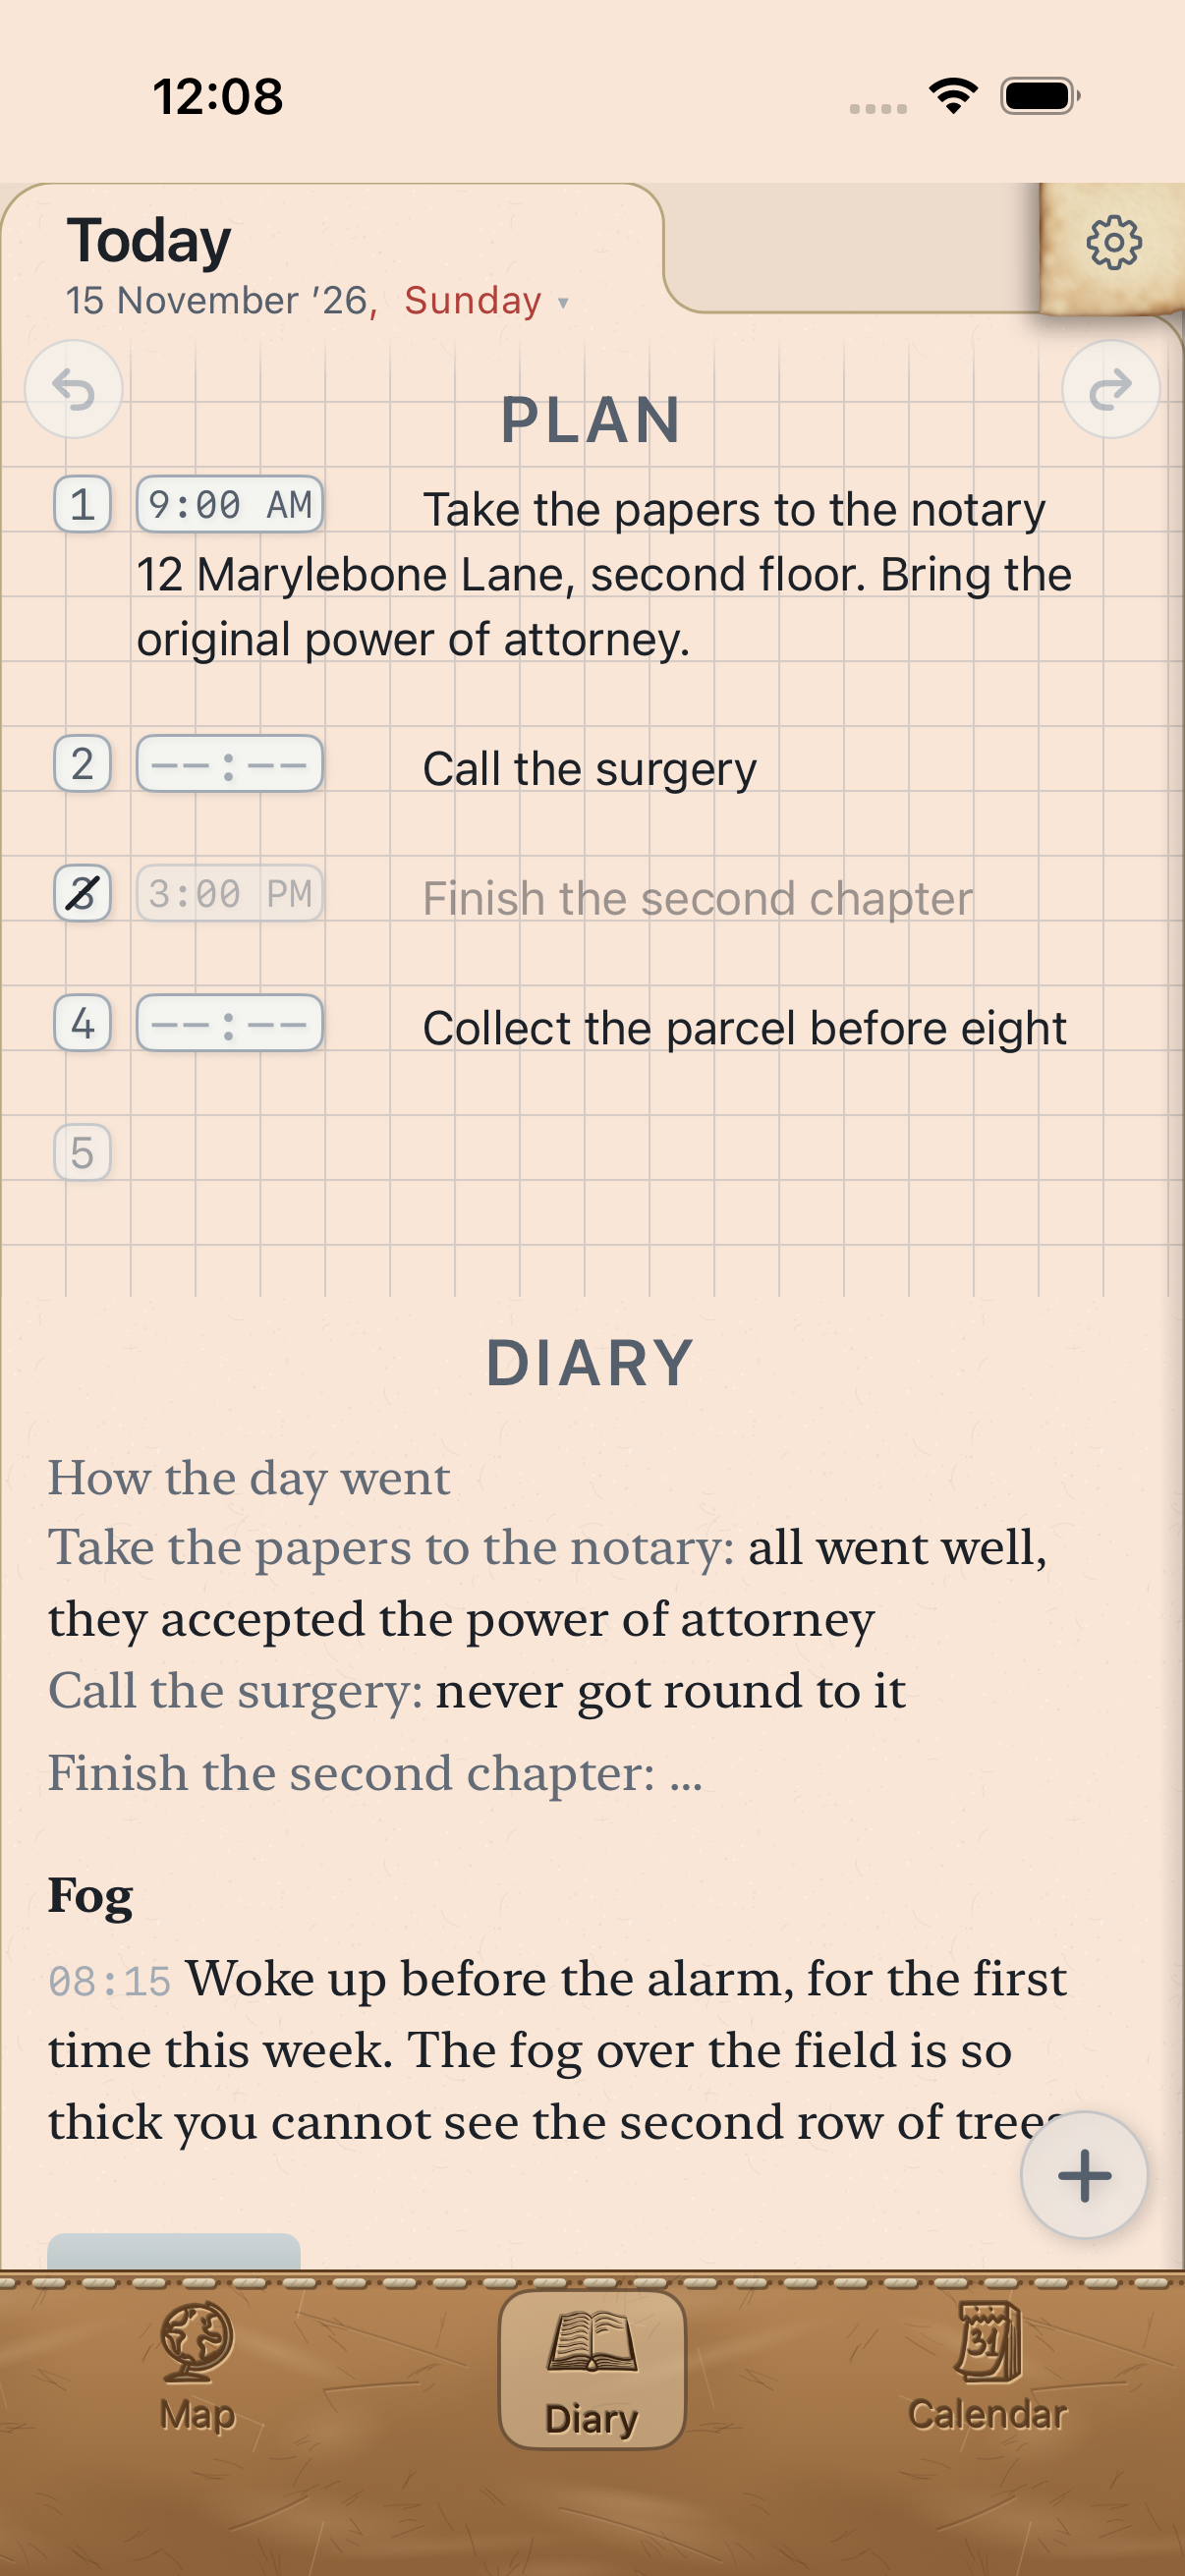 12:08
Today
15 November ’26, Sunday ▾
PLAN
1 9:00 AM Take the papers to the notary
12 Marylebone Lane, second floor. Bring the
original power of attorney.
2 --:-- Call the surgery
3 3:00 PM Finish the second chapter
4 --:-- Collect the parcel before eight
5
DIARY
How the day went
Take the papers to the notary: all went well,
they accepted the power of attorney
Call the surgery: never got round to it
Finish the second chapter: ...
Fog
08:15 Woke up before the alarm, for the first
time this week. The fog over the field is so
thick you cannot see the second row of trees
Map
Diary
31
Calendar